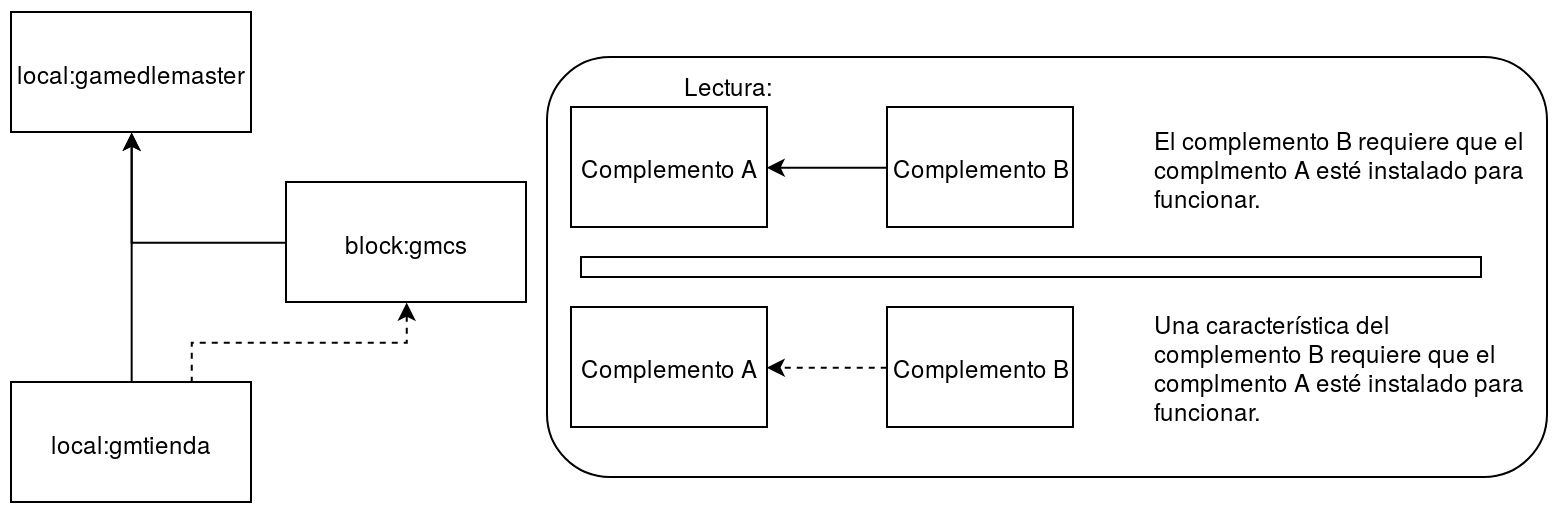 local:gamedlemaster
block:gmcs
local:gmtienda
Lectura:
Complemento A
Complemento B
El complemento B requiere que el
complmento A esté instalado para
funcionar.
Complemento A
Complemento B
Una característica del
complemento B requiere que el
complmento A esté instalado para
funcionar.